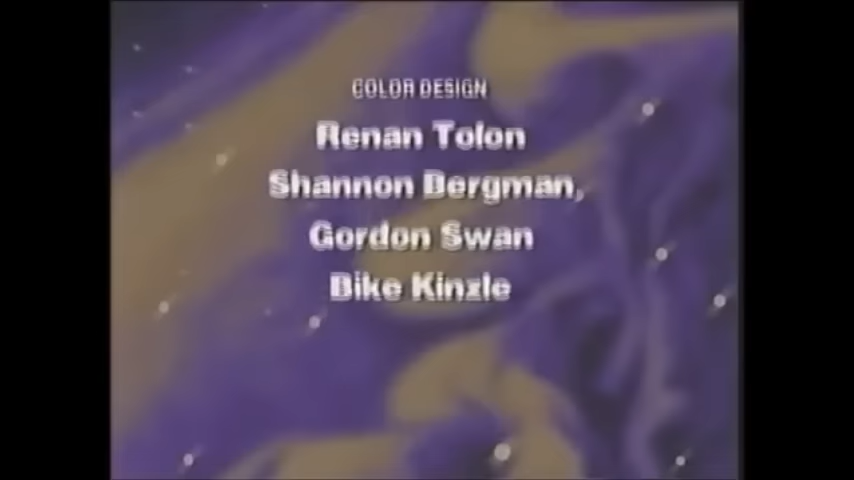 COLOR DESIGN
Renan Tolon
Shannon Bergman,
Gordon Swan
Bike Kinzle